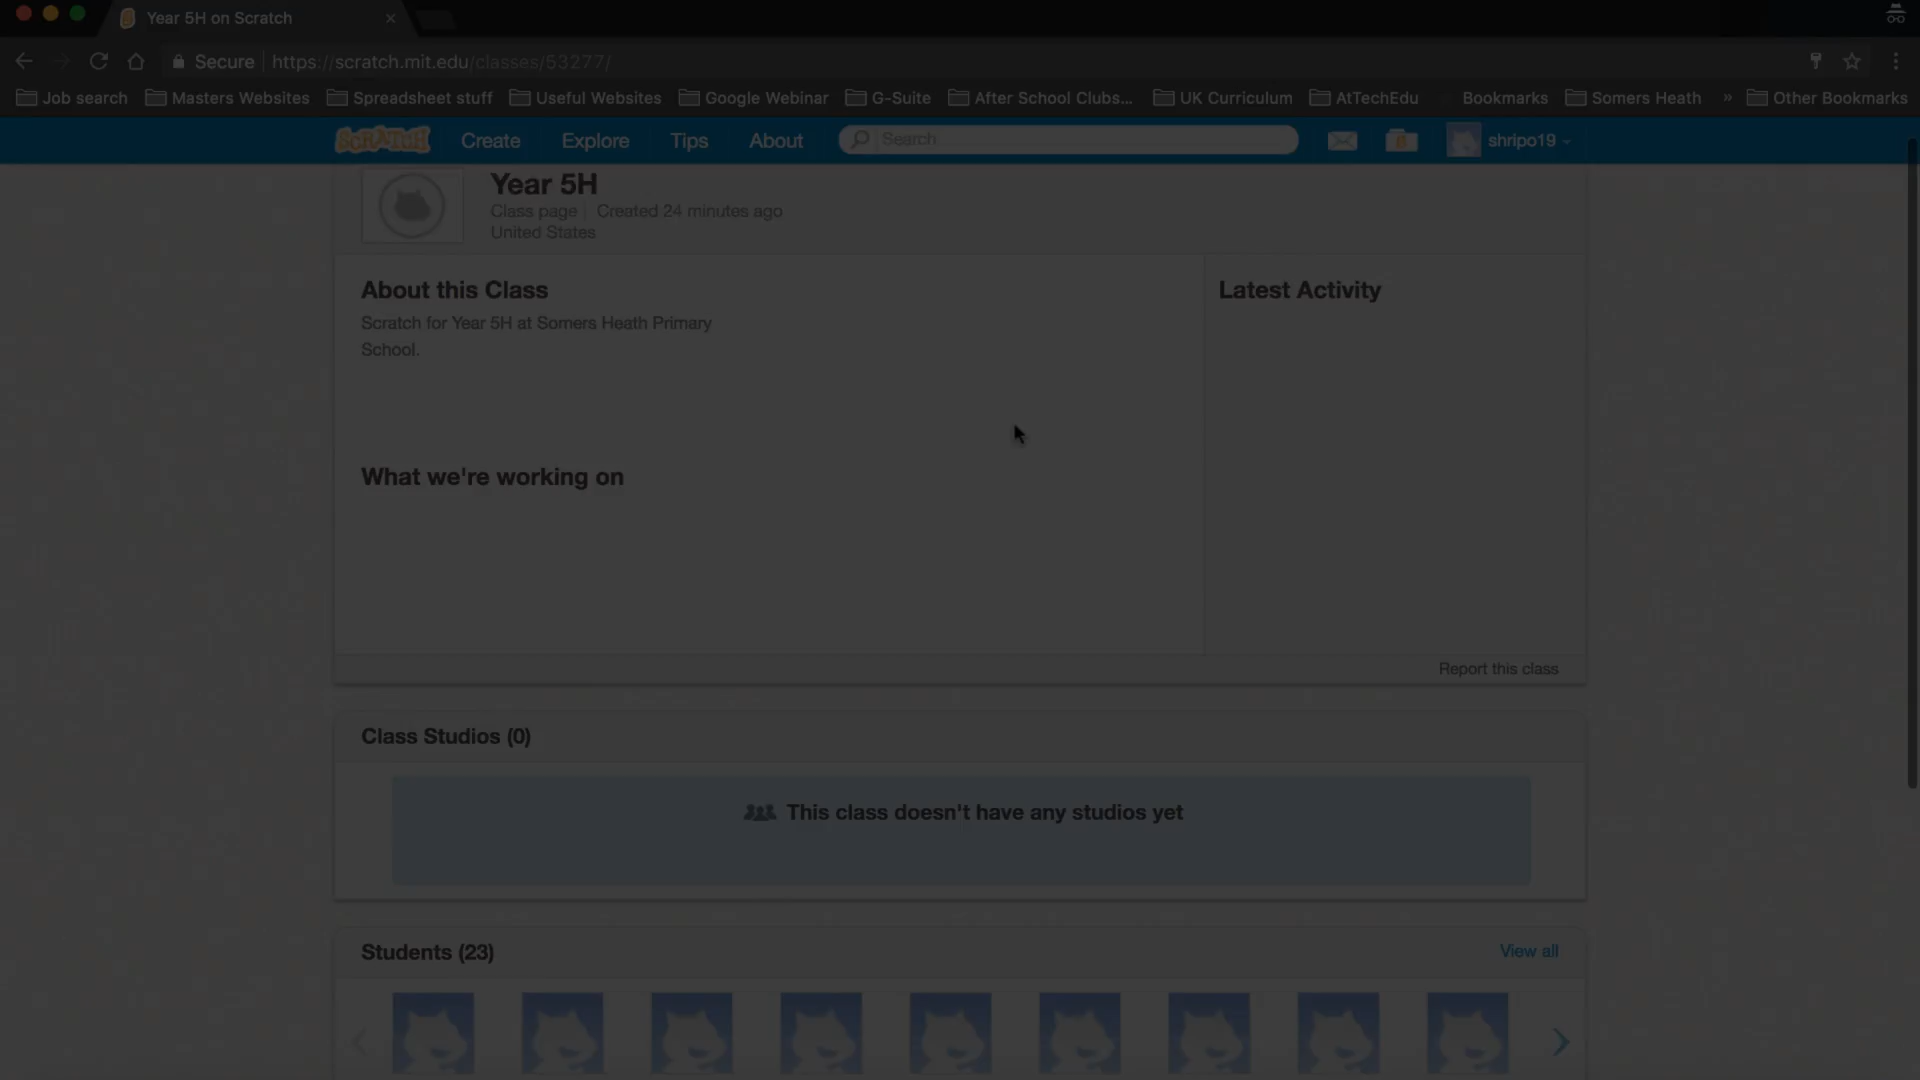 Year 5H on Scratch
Secure https://scratch.mit.edu/classes/53277/
Job search Masters Websites Spreadsheet stuff Useful Websites Google Webinar G-Suite After School Clubs... UK Curriculum AtTechEdu Bookmarks Somers Heath » Other Bookmarks
SCRATCH Create Explore Tips About Search shripo19
Year 5H
Class page Created 24 minutes ago
United States
About this Class
Scratch for Year 5H at Somers Heath Primary
School.
Latest Activity
What we're working on
Report this class
Class Studios (0)
This class doesn't have any studios yet
Students (23)
View all